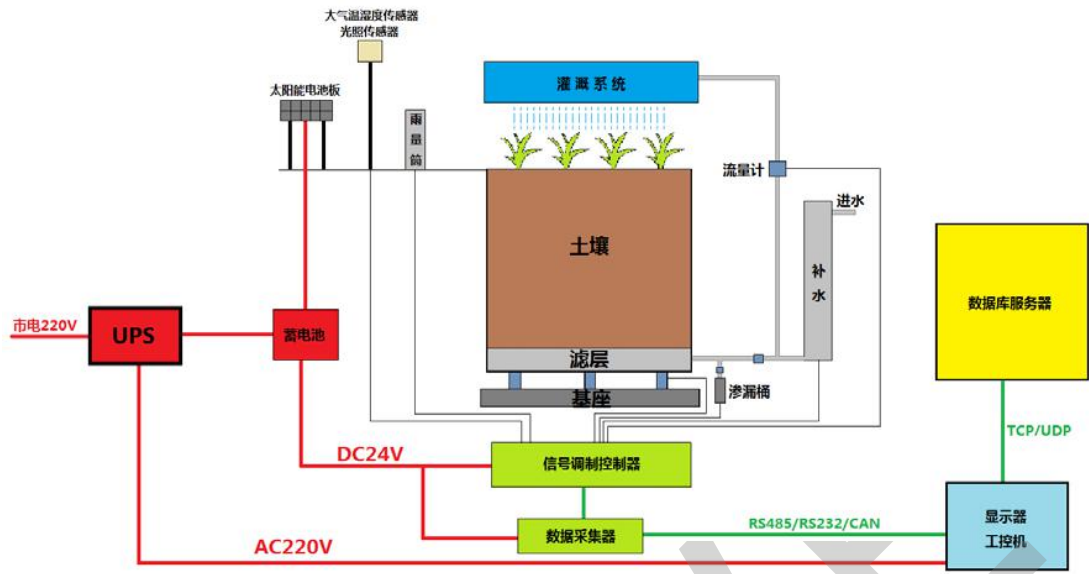 大气温湿度传感器
光照传感器
太阳能电池板
雨
量
筒
灌溉系统
流量计
进水
土壤
补
水
数据库服务器
市电220V
UPS
蓄电池
滤层
基座
渗漏桶
TCP/UDP
DC24V
信号调制控制器
RS485/RS232/CAN
显示器
工控机
数据采集器
AC220V